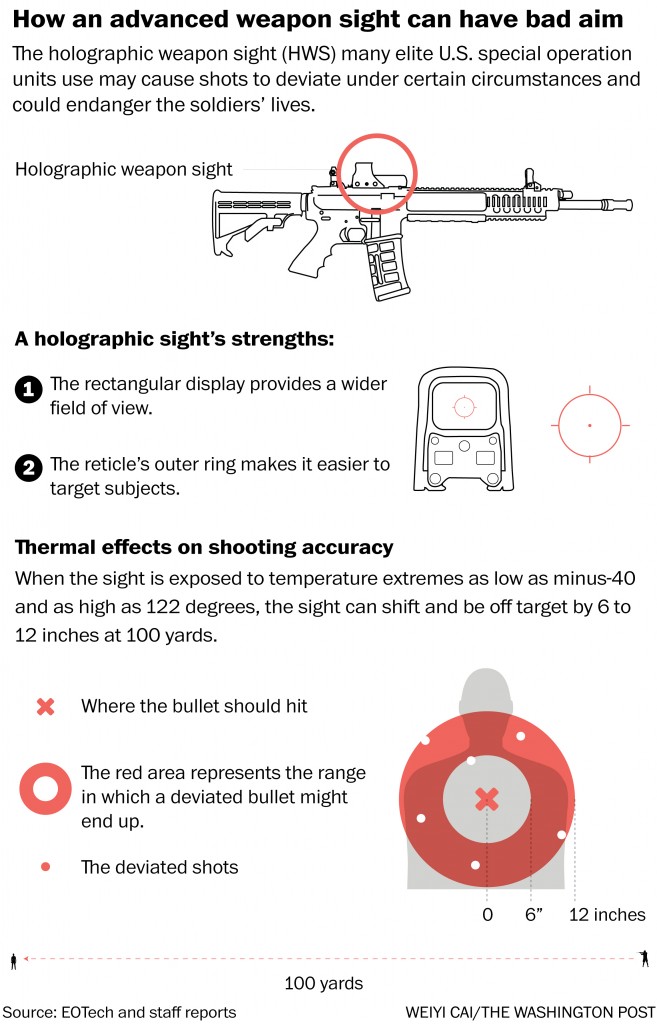 How an advanced weapon sight can have bad aim
The holographic weapon sight (HWS) many elite U.S. special operation
units use may cause shots to deviate under certain circumstances and
could endanger the soldiers’ lives.
Holographic weapon sight
A holographic sight’s strengths:
1 The rectangular display provides a wider
field of view.
2 The reticle’s outer ring makes it easier to
target subjects.
Thermal effects on shooting accuracy
When the sight is exposed to temperature extremes as low as minus-40
and as high as 122 degrees, the sight can shift and be off target by 6 to
12 inches at 100 yards.
Where the bullet should hit
The red area represents the range
in which a deviated bullet might
end up.
The deviated shots
0 6” 12 inches
100 yards
Source: EOTech and staff reports
WEIYI CAI/THE WASHINGTON POST